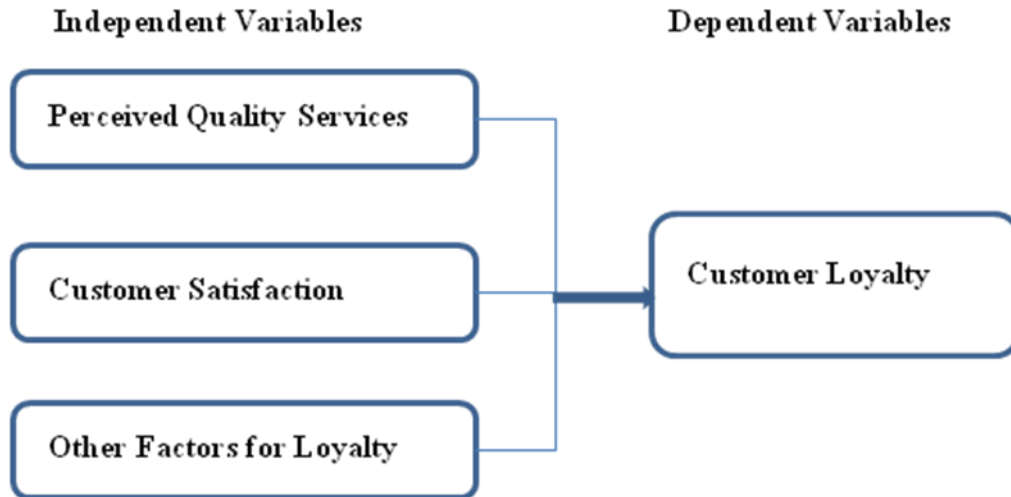 Independent Variables
Dependent Variables
Perceived Quality Services
Customer Satisfaction
Customer Loyalty
Other Factors for Loyalty